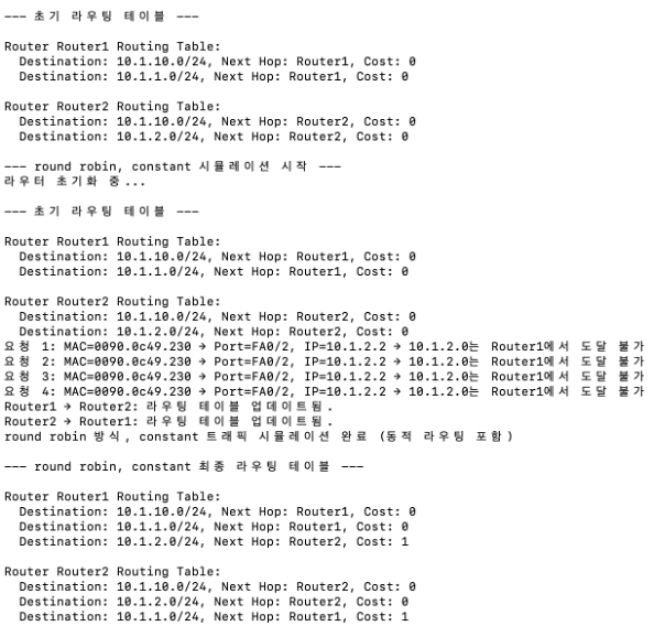 --- 초기 라우팅 테이블 ---
Router Router1 Routing Table:
Destination: 10.1.10.0/24, Next Hop: Router1, Cost: 0
Destination: 10.1.1.0/24, Next Hop: Router1, Cost: 0
Router Router2 Routing Table:
Destination: 10.1.10.0/24, Next Hop: Router2, Cost: 0
Destination: 10.1.2.0/24, Next Hop: Router2, Cost: 0
--- round robin, constant 시뮬레이션 시작 ---
라우터 초기화 중...
--- 초기 라우팅 테이블 ---
Router Router1 Routing Table:
Destination: 10.1.10.0/24, Next Hop: Router1, Cost: 0
Destination: 10.1.1.0/24, Next Hop: Router1, Cost: 0
Router Router2 Routing Table:
Destination: 10.1.10.0/24, Next Hop: Router2, Cost: 0
Destination: 10.1.2.0/24, Next Hop: Router2, Cost: 0
요청 1: MAC=0090.0c49.230 → Port=FA0/2, IP=10.1.2.2 → 10.1.2.0는 Router1에서 도달 불가
요청 2: MAC=0090.0c49.230 → Port=FA0/2, IP=10.1.2.2 → 10.1.2.0는 Router1에서 도달 불가
요청 3: MAC=0090.0c49.230 → Port=FA0/2, IP=10.1.2.2 → 10.1.2.0는 Router1에서 도달 불가
요청 4: MAC=0090.0c49.230 → Port=FA0/2, IP=10.1.2.2 → 10.1.2.0는 Router1에서 도달 불가
Router1 → Router2: 라우팅 테이블 업데이트됨.
Router2 → Router1: 라우팅 테이블 업데이트됨.
round robin 방식, constant 트래픽 시뮬레이션 완료 (동적 라우팅 포함)
--- round robin, constant 최종 라우팅 테이블 ---
Router Router1 Routing Table:
Destination: 10.1.10.0/24, Next Hop: Router1, Cost: 0
Destination: 10.1.1.0/24, Next Hop: Router1, Cost: 0
Destination: 10.1.2.0/24, Next Hop: Router2, Cost: 1
Router Router2 Routing Table:
Destination: 10.1.10.0/24, Next Hop: Router2, Cost: 0
Destination: 10.1.2.0/24, Next Hop: Router2, Cost: 0
Destination: 10.1.1.0/24, Next Hop: Router1, Cost: 1